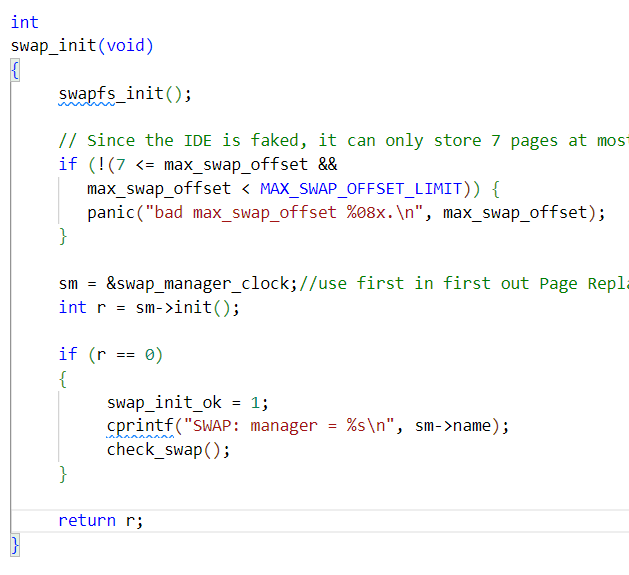 int
swap_init(void)
{
swapfs_init();
// Since the IDE is faked, it can only store 7 pages at most
if (!(7 <= max_swap_offset &&
max_swap_offset < MAX_SWAP_OFFSET_LIMIT)) {
panic("bad max_swap_offset %08x.\n", max_swap_offset);
}
sm = &swap_manager_clock;//use first in first out Page Repla
int r = sm->init();
if (r == 0)
{
swap_init_ok = 1;
cprintf("SWAP: manager = %s\n", sm->name);
check_swap();
}
return r;
}